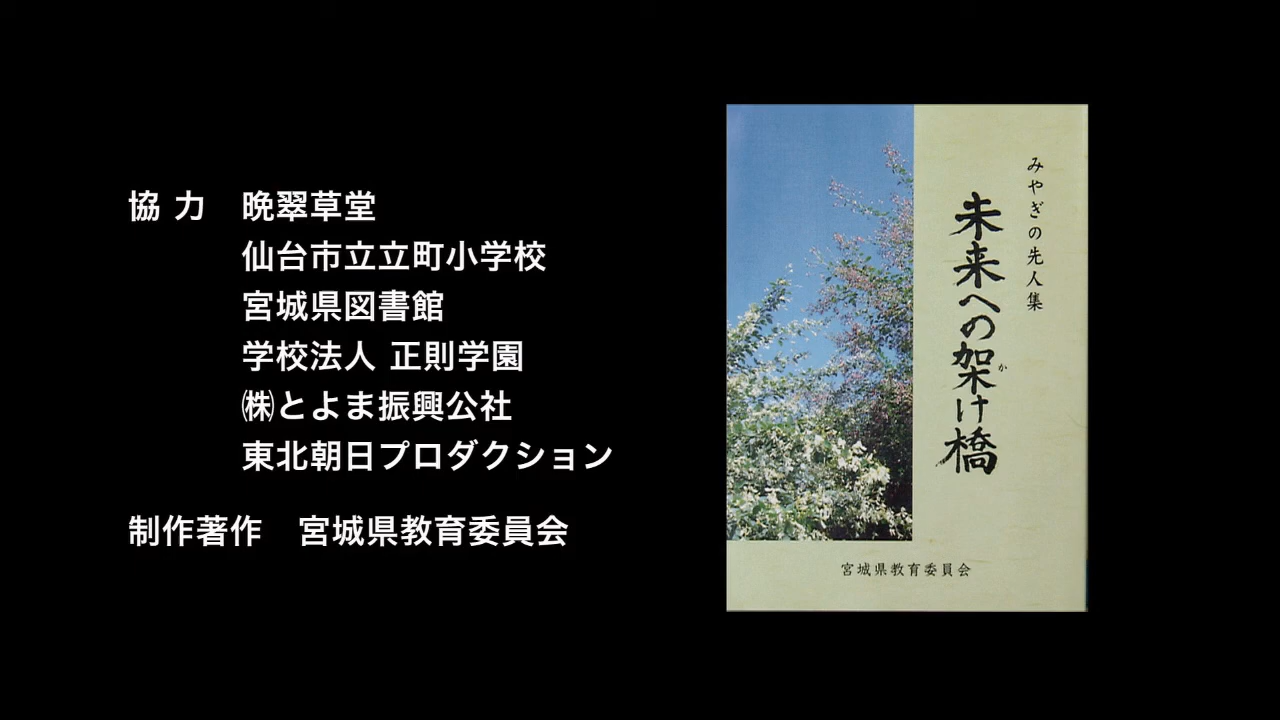 協 力 晩翠草堂
仙台市立立町小学校
宮城県図書館
学校法人 正則学園
㈱とよま振興公社
東北朝日プロダクション
制作著作 宮城県教育委員会
みやぎの先人集
未来への架け橋
か
宮城県教育委員会